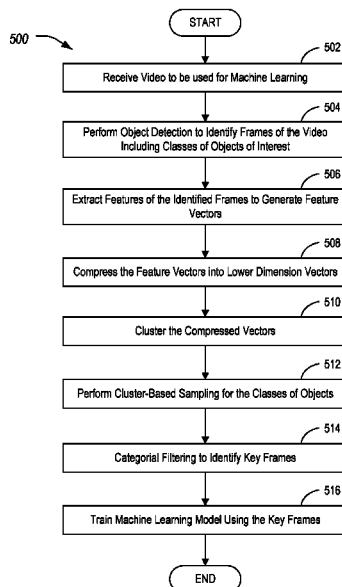 START
500
502
Receive Video to be used for Machine Learning
504
Perform Object Detection to Identify Frames of the Video
Including Classes of Objects of Interest
506
Extract Features of the Identified Frames to Generate Feature
Vectors
508
Compress the Feature Vectors into Lower Dimension Vectors
510
Cluster the Compressed Vectors
512
Perform Cluster-Based Sampling for the Classes of Objects
514
Categorial Filtering to Identify Key Frames
516
Train Machine Learning Model Using the Key Frames
END